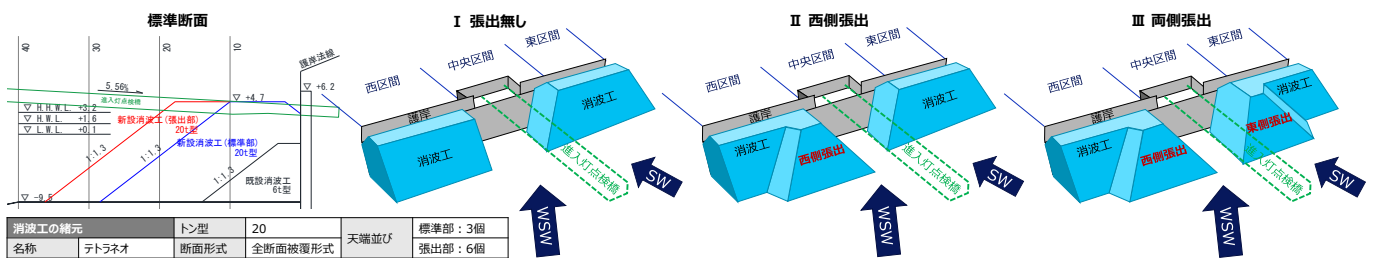 標準断面
40
30
20
10
護岸法線
5.56%
進入灯点検橋
▽ +4.7
▽ +6.2
▽ H.H.W.L. +3.2
▽ H.W.L. +1.6
▽ L.W.L. +0.1
新設消波工(張出部)
20t型
新設消波工(標準部)
20t型
1:1.3
1:1.3
1:1.3
既設消波工
6t型
▽ -9.5
消波工の緒元
トン型
20
天端並び
標準部：3個
名称
テトラネオ
断面形式
全断面被覆形式
張出部：6個
Ⅰ 張出無し
西区間
中央区間
東区間
護岸
消波工
消波工
進入灯点検橋
SW
WSW
Ⅱ 西側張出
西区間
中央区間
東区間
護岸
消波工
消波工
西側張出
進入灯点検橋
SW
WSW
Ⅲ 両側張出
西区間
中央区間
東区間
護岸
消波工
消波工
東側張出
西側張出
進入灯点検橋
SW
WSW